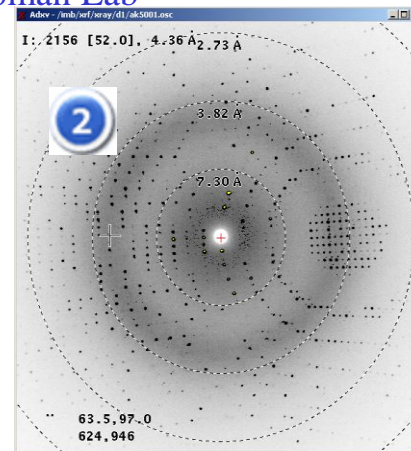 Adxv - /imb/xrf/xray/d1/ak5001.osc
I: 2156 [52.0], 4.36 A
2.73 A
3.82 A
2
7.30 A
63.5,97.0
624,946